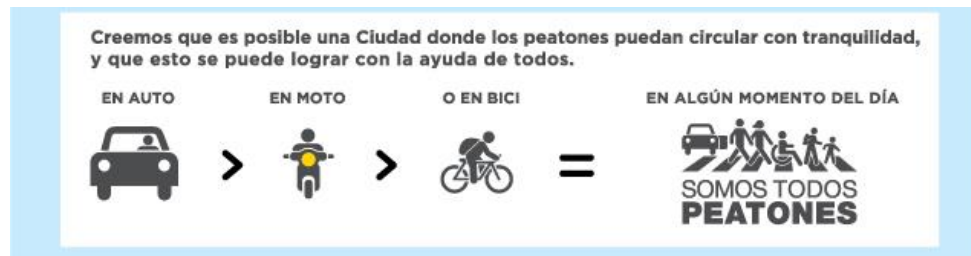 Creemos que es posible una Ciudad donde los peatones puedan circular con tranquilidad,
y que esto se puede lograr con la ayuda de todos.
EN AUTO
>
EN MOTO
>
O EN BICI
=
EN ALGÚN MOMENTO DEL DÍA
SOMOS TODOS
PEATONES